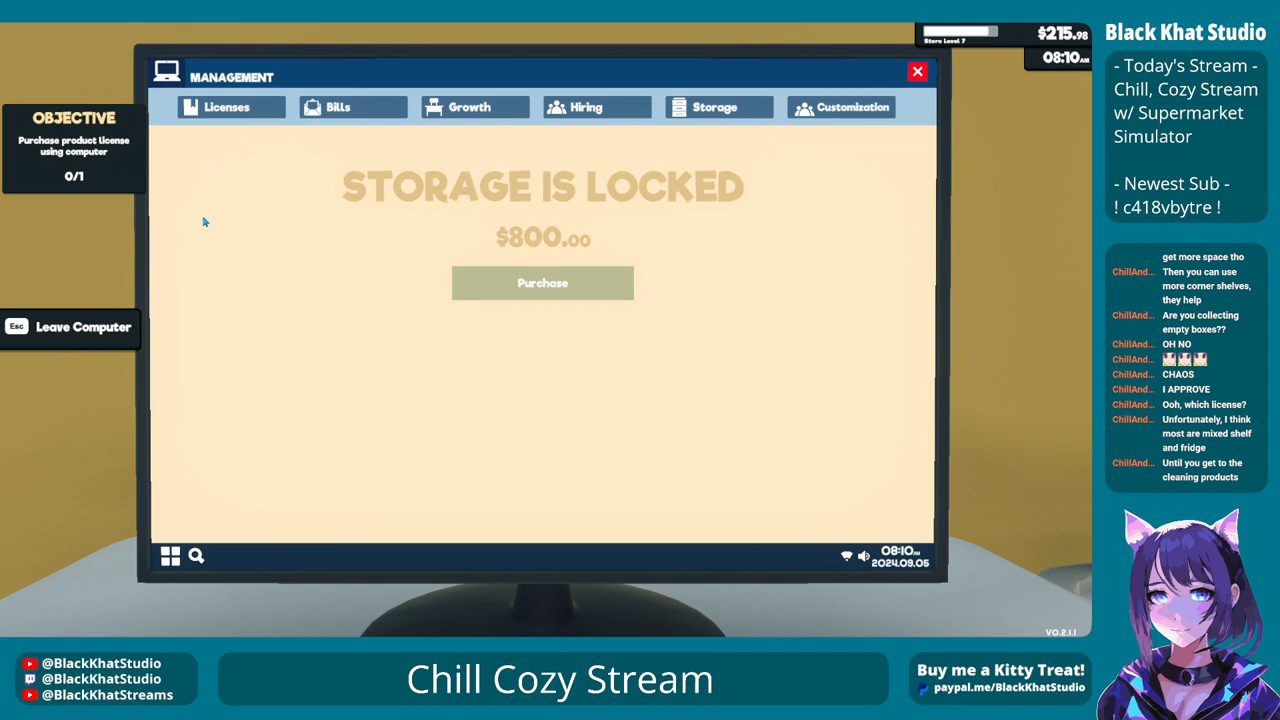 Store Level 7
$215.98
08:10AM
MANAGEMENT
Licenses
Bills
Growth
Hiring
Storage
Customization
OBJECTIVE
Purchase product license
using computer
0/1
STORAGE IS LOCKED
$800.00
Purchase
Esc Leave Computer
08:10AM
2024.09.05
V0.2.1.1
Black Khat Studio
- Today's Stream -
Chill, Cozy Stream
w/ Supermarket
Simulator
- Newest Sub -
! c418vbytre !
get more space tho
ChillAnd... Then you can use
more corner shelves,
they help
ChillAnd... Are you collecting
empty boxes??
ChillAnd... OH NO
ChillAnd...
ChillAnd... CHAOS
ChillAnd... I APPROVE
ChillAnd... Ooh, which license?
ChillAnd... Unfortunately, I think
most are mixed shelf
and fridge
ChillAnd... Until you get to the
cleaning products
@BlackKhatStudio
@BlackKhatStudio
@BlackKhatStreams
Chill Cozy Stream
Buy me a Kitty Treat!
paypal.me/BlackKhatStudio